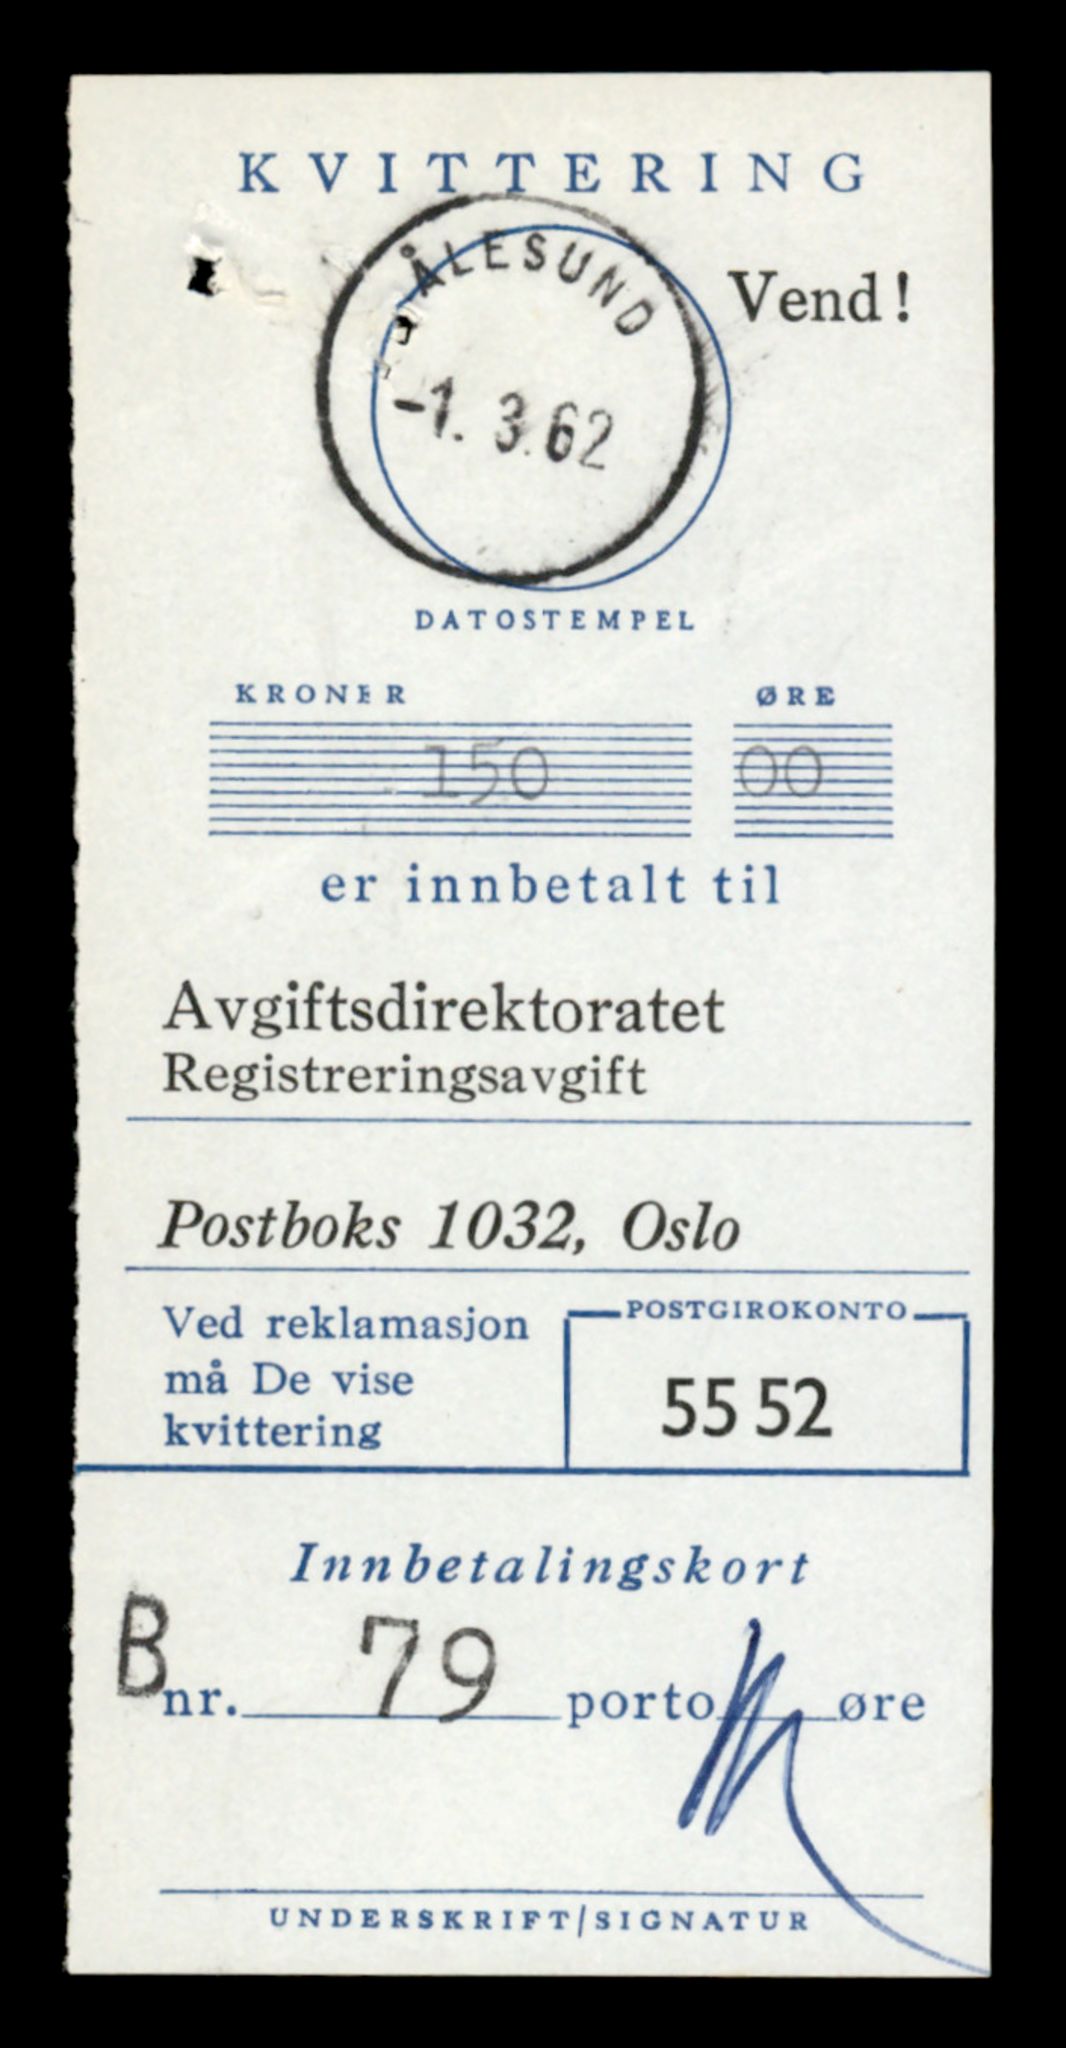 KVITTERING
ÅLESUND
Vend!
-1. 3.62
DATOSTEMPEL
KRONER ØRE
150 00
er innbetalt til
Avgiftsdirektoratet
Registreringsavgift
Postboks 1032, Oslo
Ved reklamasjon
må De vise
kvittering
POSTGIROKONTO
55 52
Innbetalingskort
B nr. 79 porto øre
UNDERSKRIFT/SIGNATUR